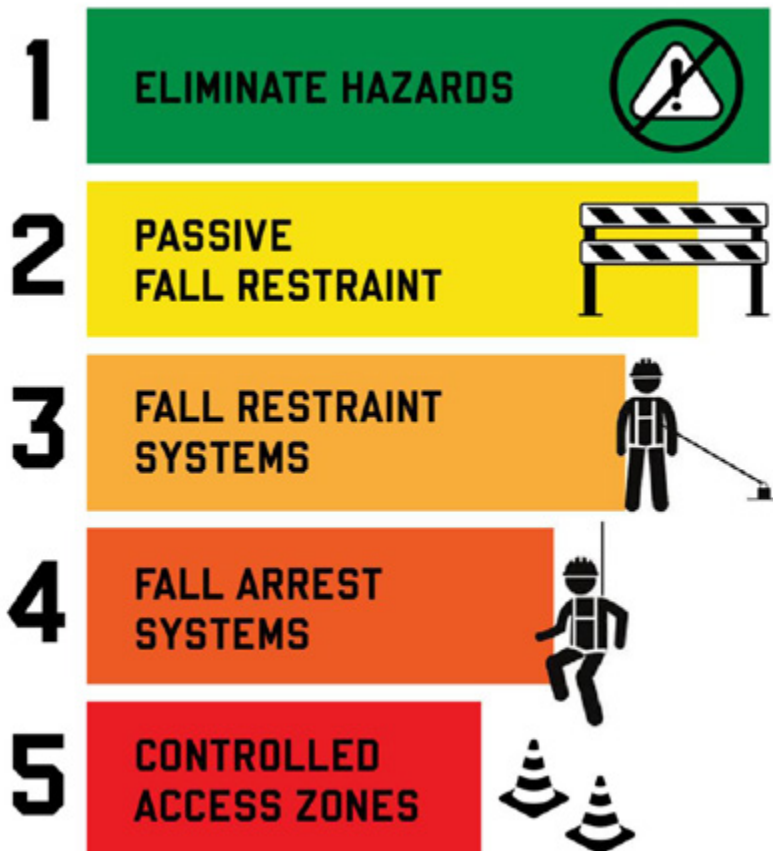 1
ELIMINATE HAZARDS
2
PASSIVE
FALL RESTRAINT
3
FALL RESTRAINT
SYSTEMS
4
FALL ARREST
SYSTEMS
5
CONTROLLED
ACCESS ZONES